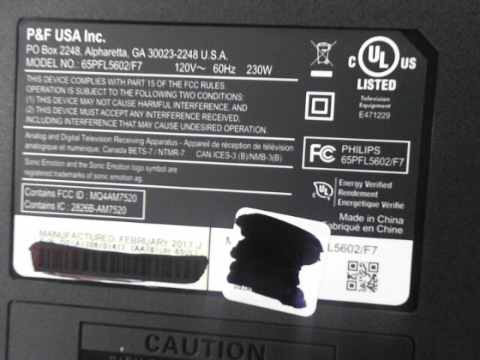 P&F USA Inc.
PO Box 2248, Alpharetta, GA 30023-2248 U.S.A.
MODEL NO.: 65PFL5602/F7 120V~ 60Hz 230W
THIS DEVICE COMPLIES WITH PART 15 OF THE FCC RULES.
OPERATION IS SUBJECT TO THE FOLLOWING TWO CONDITIONS:
(1) THIS DEVICE MAY NOT CAUSE HARMFUL INTERFERENCE, AND
(2) THIS DEVICE MUST ACCEPT ANY INTERFERENCE RECEIVED,
INCLUDING INTERFERENCE THAT MAY CAUSE UNDESIRED OPERATION.
Analog and Digital Television Receiving Apparatus - Appareil de réception de télévision
analogique et numérique, Canada BETS-7 / NTMR-7. CAN ICES-3 (B)/NMB-3(B)
Sonic Emotion and the Sonic Emotion logo symbol are
registered trademarks of sonic emotion ag.
Contains FCC ID : MQ4AM7520
Contains IC : 2826B-AM7520
C UL US
LISTED
Television
Equipment
E471229
FC PHILIPS
65PFL5602/F7
UL
Energy Verified
Rendement
Energétique Vérifié
Made in China
Fabriqué en China
MANUFACTURED: FEBRUARY 2017 J
M L5602/F7
CAUTION